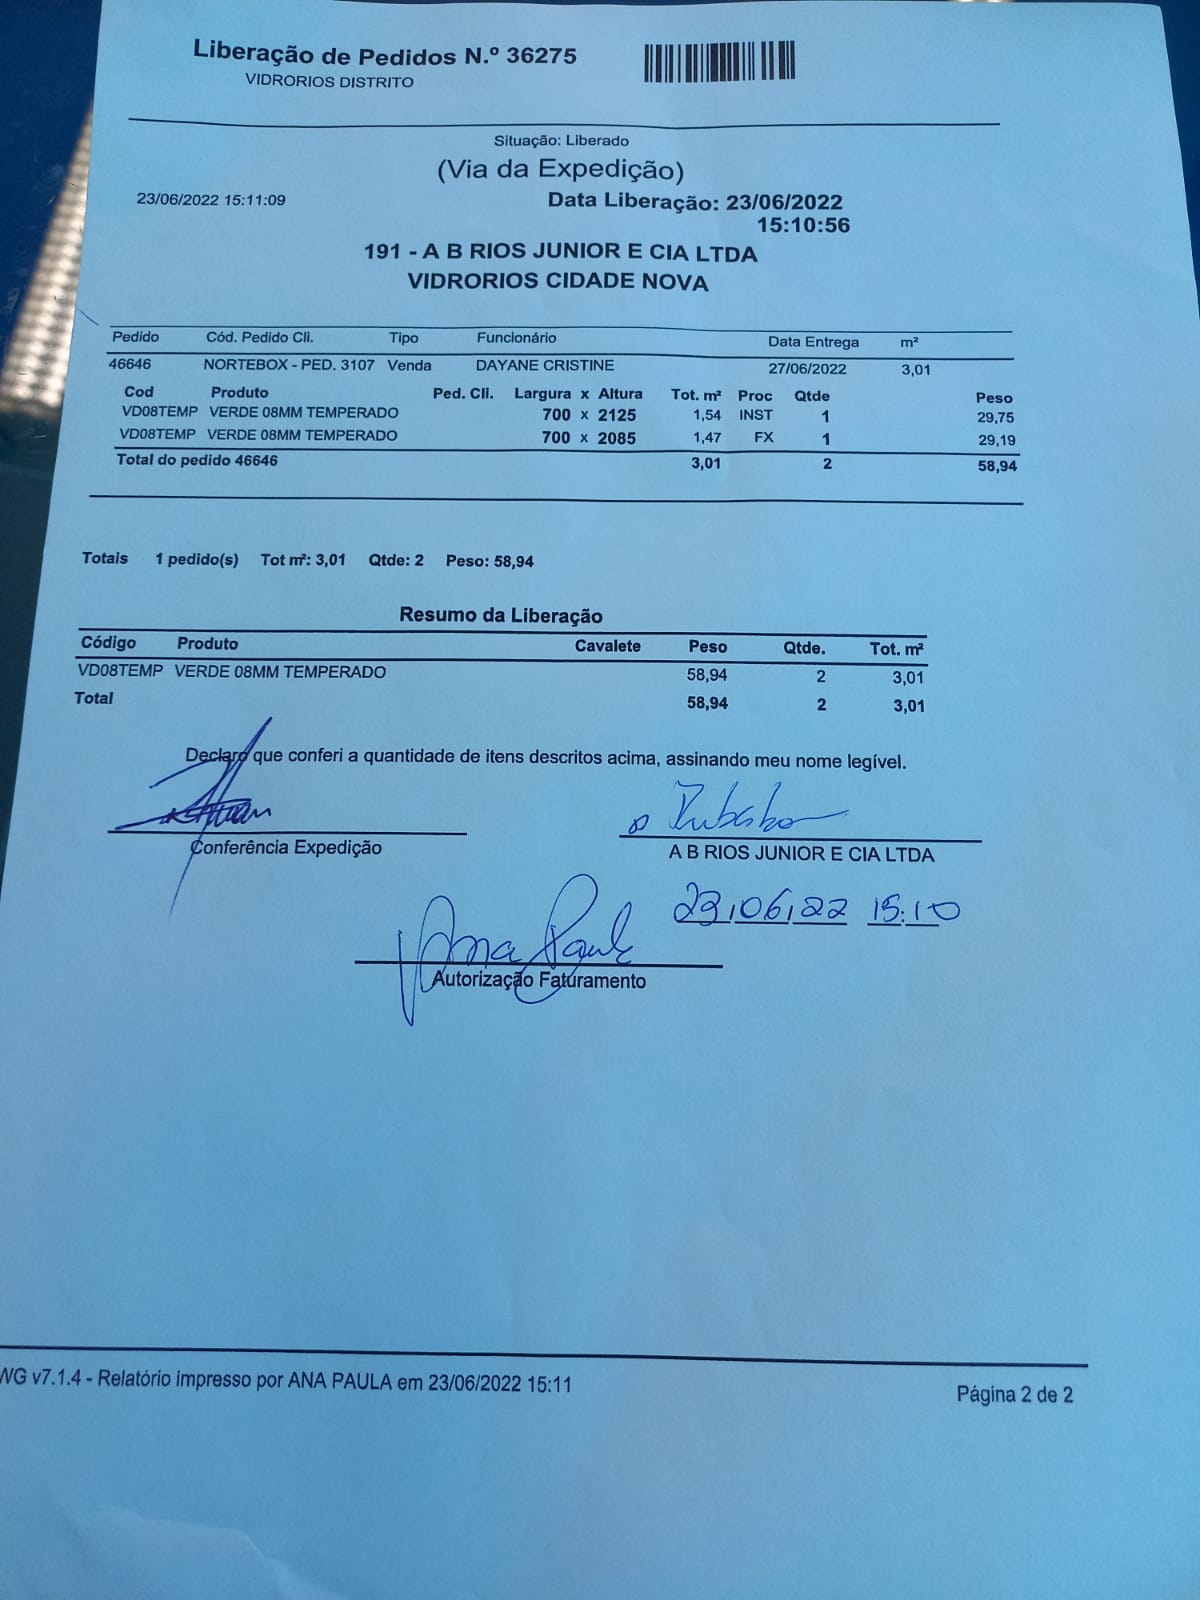 Liberação de Pedidos N.º 36275
VIDRORIOS DISTRITO
Situação: Liberado
(Via da Expedição)
23/06/2022 15:11:09 Data Liberação: 23/06/2022
15:10:56
191 - A B RIOS JUNIOR E CIA LTDA
VIDRORIOS CIDADE NOVA
Pedido Cód. Pedido Cli. Tipo Funcionário Data Entrega m²
46646 NORTEBOX - PED. 3107 Venda DAYANE CRISTINE 27/06/2022 3,01
Cod Produto Ped. Cli. Largura x Altura Tot. m² Proc Qtde Peso
VD08TEMP VERDE 08MM TEMPERADO 700 x 2125 1,54 INST 1 29,75
VD08TEMP VERDE 08MM TEMPERADO 700 x 2085 1,47 FX 1 29,19
Total do pedido 46646 3,01 2 58,94
Totais 1 pedido(s) Tot m²: 3,01 Qtde: 2 Peso: 58,94
Resumo da Liberação
Código Produto Cavalete Peso Qtde. Tot. m²
VD08TEMP VERDE 08MM TEMPERADO 58,94 2 3,01
Total 58,94 2 3,01
Declaro que conferi a quantidade de itens descritos acima, assinando meu nome legível.
Conferência Expedição
A B RIOS JUNIOR E CIA LTDA
23/06/22 15:10
Ana Paula
Autorização Faturamento
WG v7.1.4 - Relatório impresso por ANA PAULA em 23/06/2022 15:11
Página 2 de 2